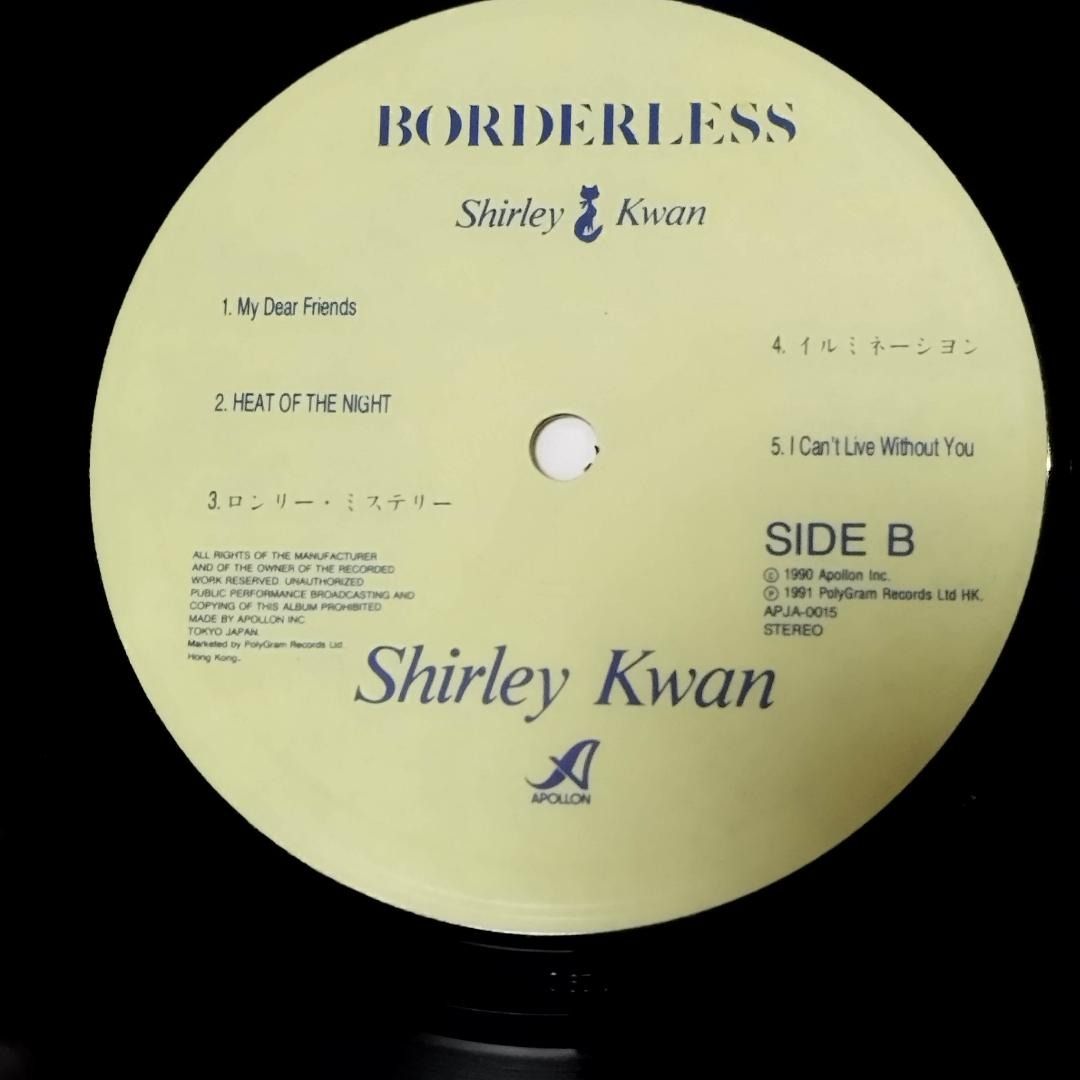 BORDERLESS
Shirley Kwan
1. My Dear Friends
2. HEAT OF THE NIGHT
3. ロンリー・ミステリー
4. イルミネーション
5. I Can't Live Without You
SIDE B
Ⓒ 1990 Apollon Inc.
Ⓟ 1991 PolyGram Records Ltd HK.
APJA-0015
STEREO
ALL RIGHTS OF THE MANUFACTURER
AND OF THE OWNER OF THE RECORDED
WORK RESERVED. UNAUTHORIZED
PUBLIC PERFORMANCE BROADCASTING AND
COPYING OF THIS ALBUM PROHIBITED
MADE BY APOLLON INC.
TOKYO JAPAN.
Marketed by PolyGram Records Ltd.
Hong Kong.
Shirley Kwan
APOLLON